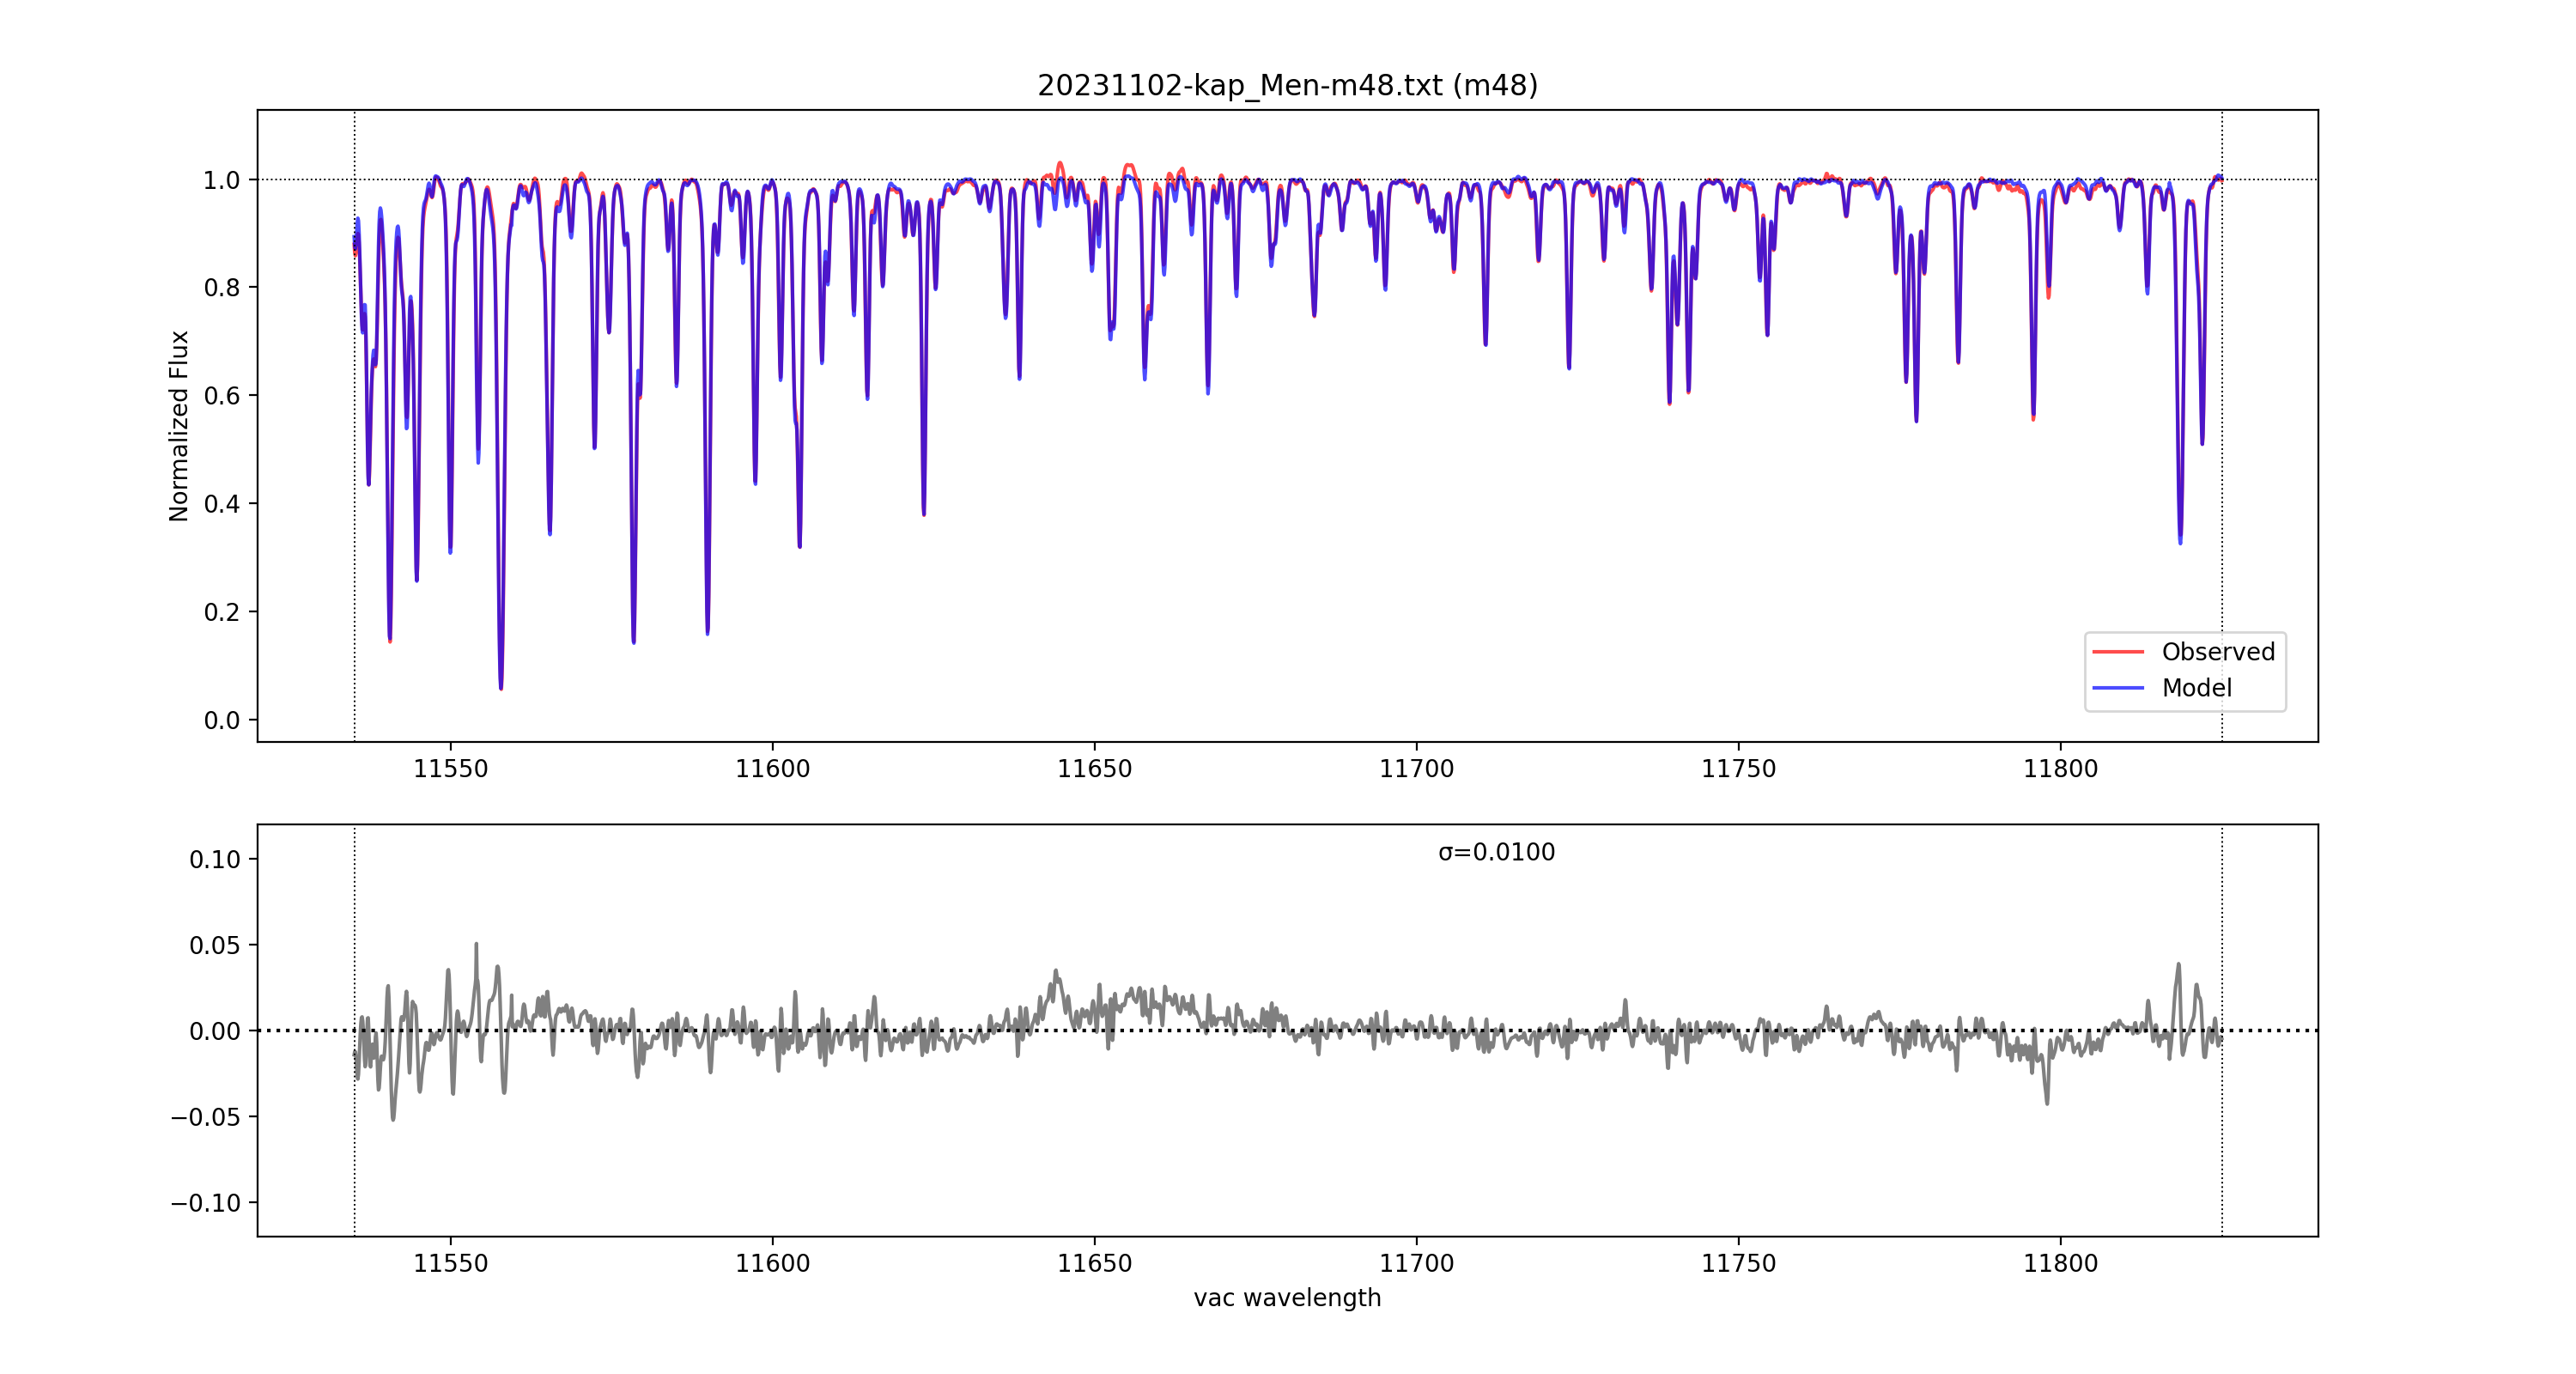 20231102-kap_Men-m48.txt (m48)
Normalized Flux
1.0
0.8
0.6
0.4
0.2
0.0
Observed
Model
11550 11600 11650 11700 11750 11800
σ=0.0100
0.10
0.05
0.00
−0.05
−0.10
11550 11600 11650 11700 11750 11800
vac wavelength